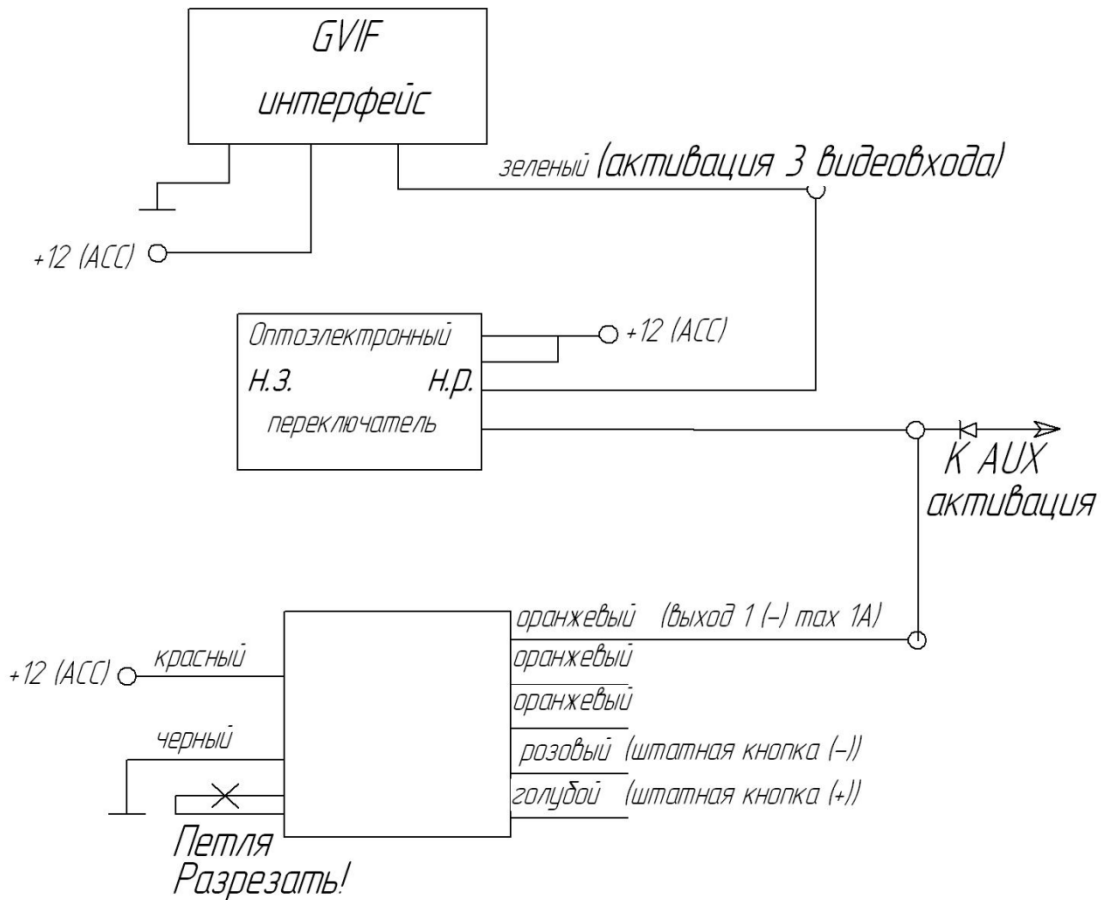 GVIF
интерфейс
зеленый (активация 3 видеовхода)
+12 (ACC)
Оптоэлектронный
+12 (ACC)
Н.З. Н.Р.
переключатель
К AUX
активация
оранжевый (выход 1 (-) max 1A)
+12 (ACC) красный
оранжевый
оранжевый
черный
розовый (штатная кнопка (-))
голубой (штатная кнопка (+))
Петля
Разрезать!